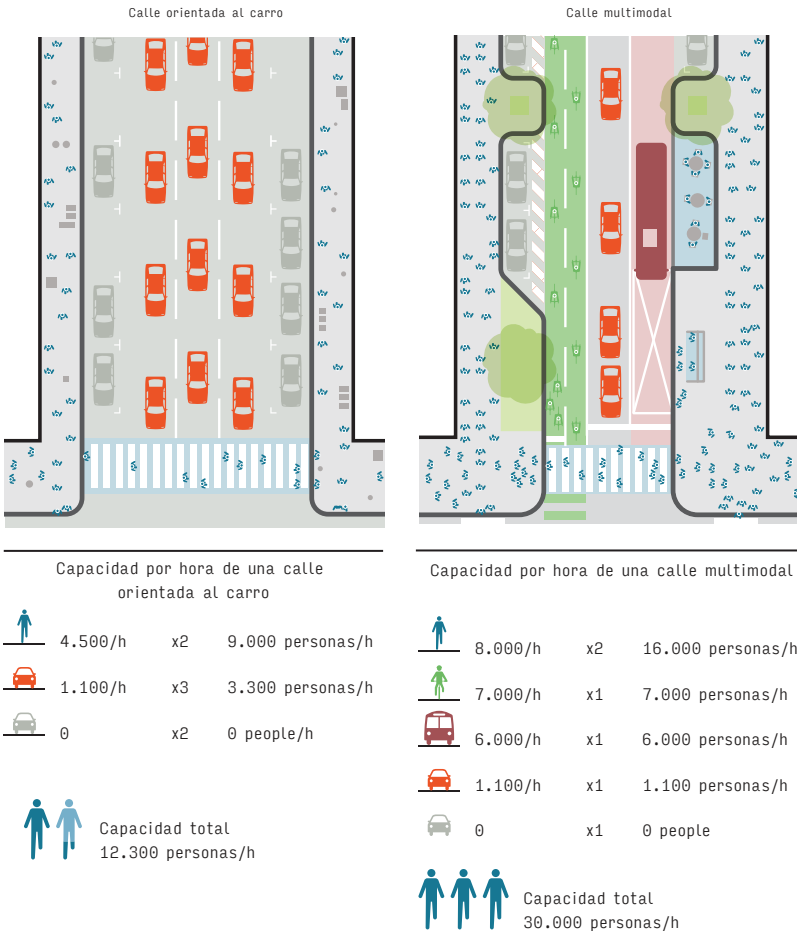 Calle orientada al carro
Capacidad por hora de una calle
orientada al carro
4.500/h x2 9.000 personas/h
1.100/h x3 3.300 personas/h
0 x2 0 people/h
Capacidad total
12.300 personas/h
Calle multimodal
Capacidad por hora de una calle multimodal
8.000/h x2 16.000 personas/h
7.000/h x1 7.000 personas/h
6.000/h x1 6.000 personas/h
1.100/h x1 1.100 personas/h
0 x1 0 people
Capacidad total
30.000 personas/h